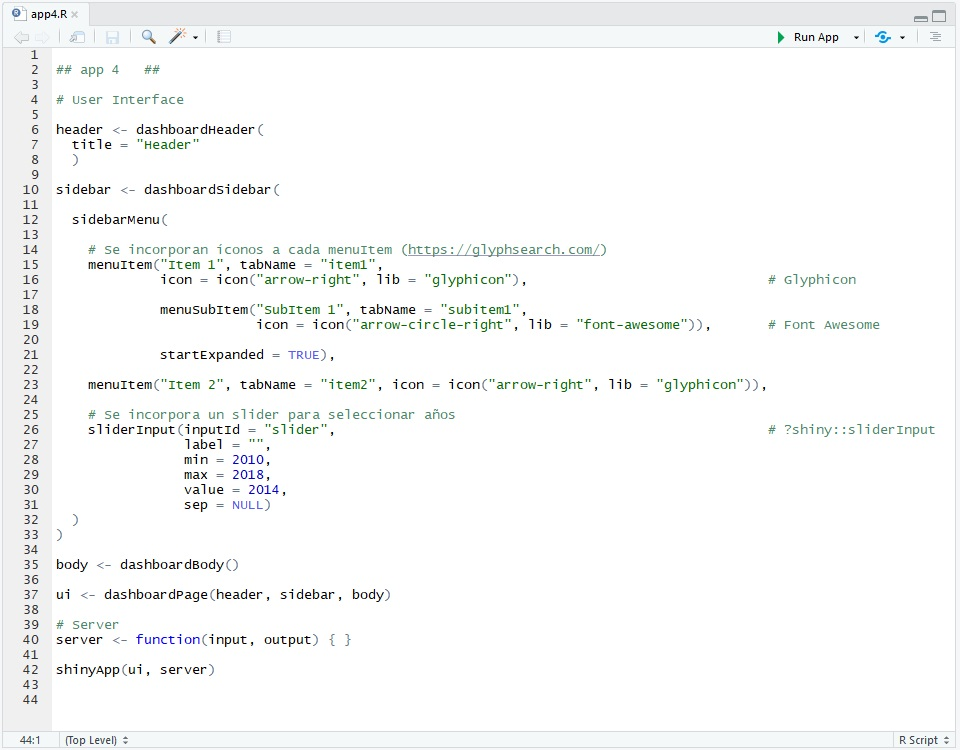 app4.R
Run App
1
2 ## app 4   ##
3
4 # User Interface
5
6 header <- dashboardHeader(
7   title = "Header"
8   )
9
10 sidebar <- dashboardSidebar(
11
12   sidebarMenu(
13
14     # Se incorporan iconos a cada menuItem (https://glyphsearch.com/)
15     menuItem("Item 1", tabName = "item1",
16              icon = icon("arrow-right", lib = "glyphicon"),                              # Glyphicon
17
18              menuSubItem("SubItem 1", tabName = "subitem1",
19                          icon = icon("arrow-circle-right", lib = "font-awesome")),       # Font Awesome
20
21              startExpanded = TRUE),
22
23     menuItem("Item 2", tabName = "item2", icon = icon("arrow-right", lib = "glyphicon")),
24
25     # Se incorpora un slider para seleccionar años
26     sliderInput(inputId = "slider",                                                      # ?shiny::sliderInput
27                 label = "",
28                 min = 2010,
29                 max = 2018,
30                 value = 2014,
31                 sep = NULL)
32   )
33 )
34
35 body <- dashboardBody()
36
37 ui <- dashboardPage(header, sidebar, body)
38
39 # Server
40 server <- function(input, output) { }
41
42 shinyApp(ui, server)
43
44
44:1 (Top Level) R Script